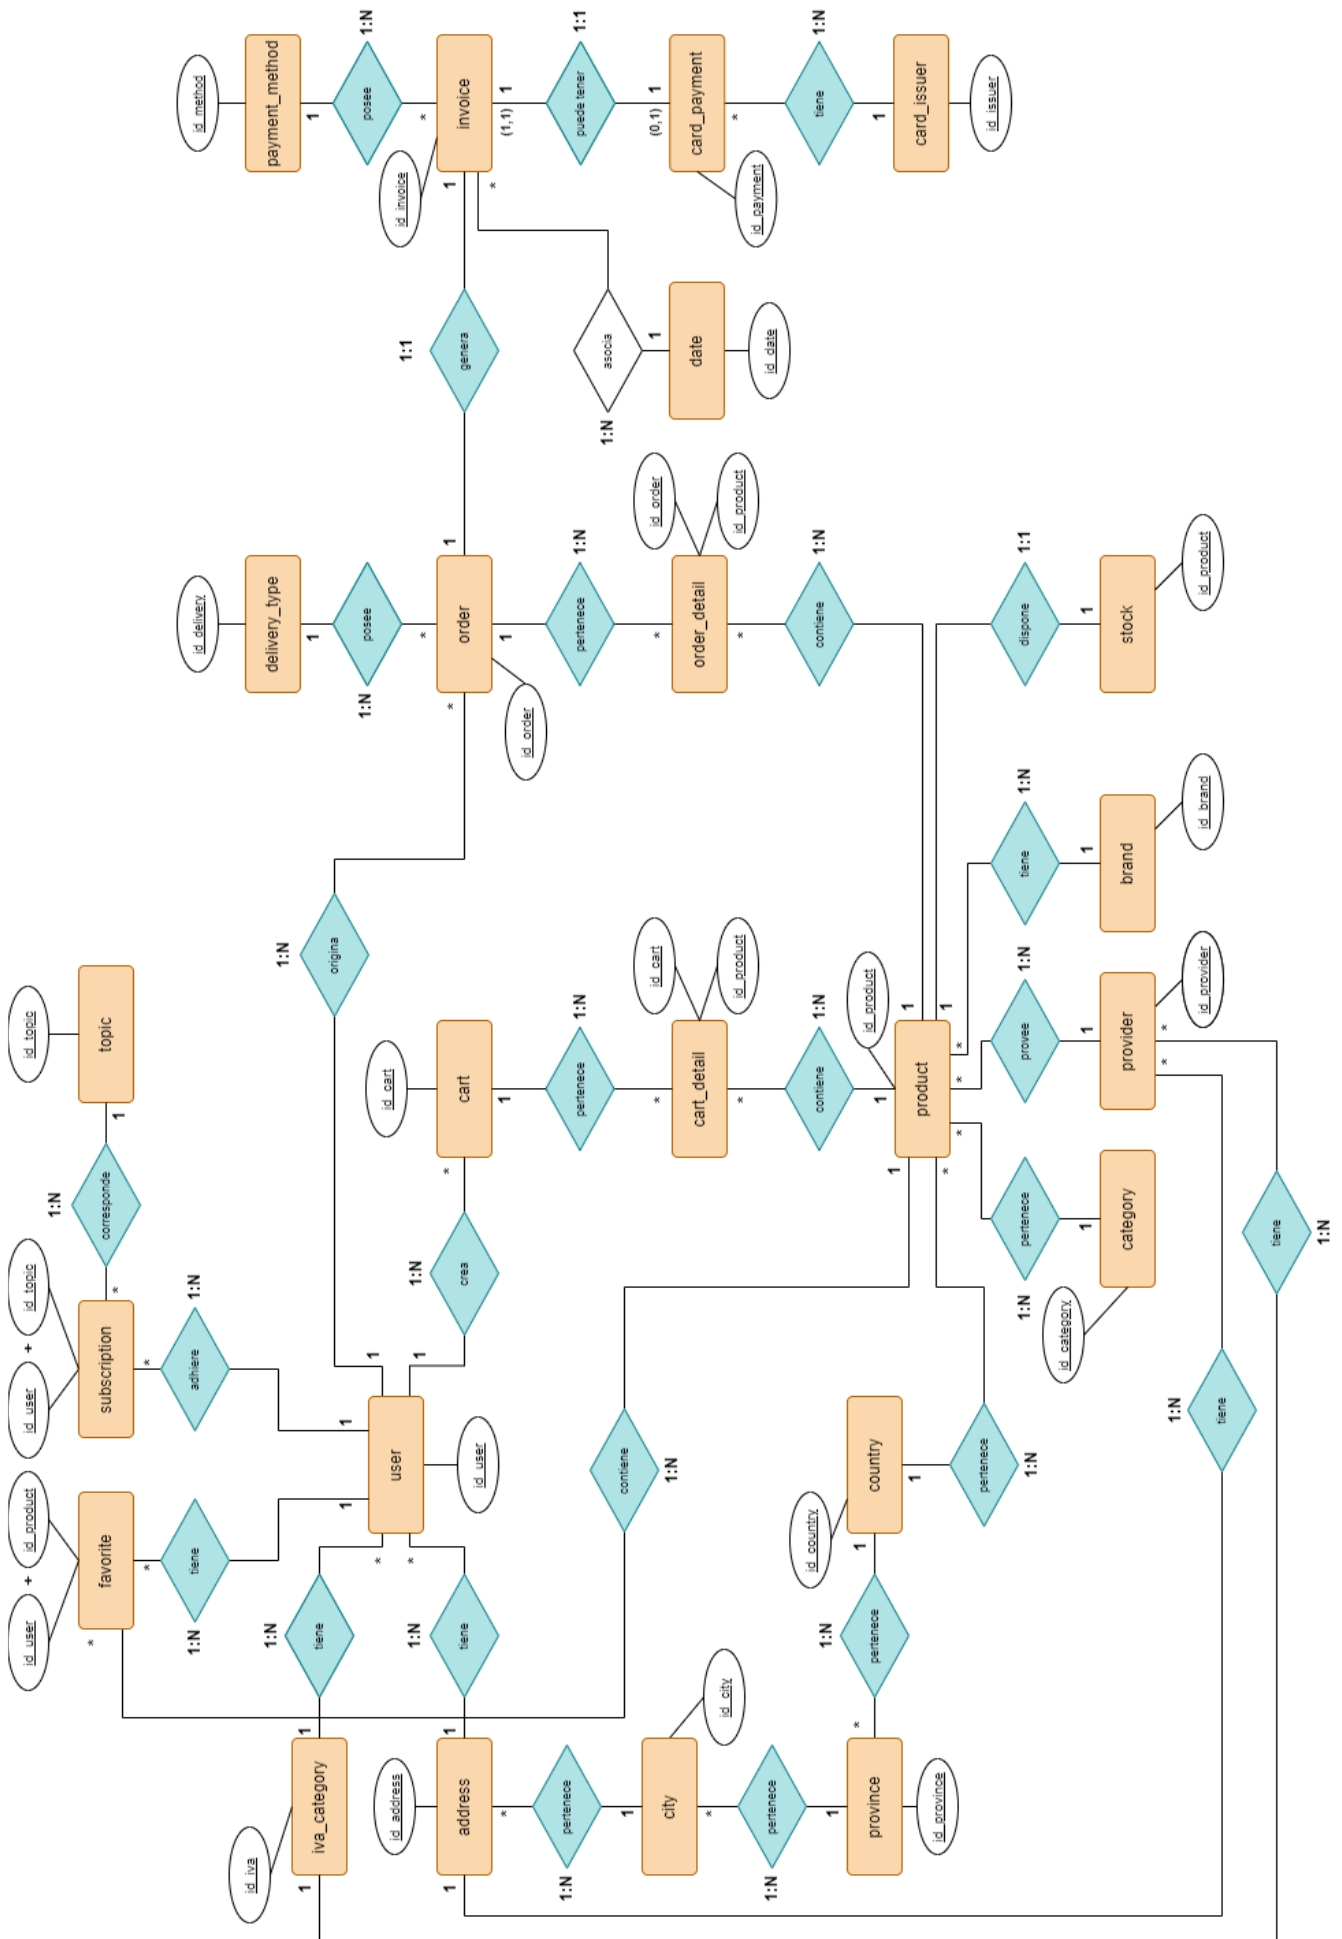 id_user + id_product id_user + id_topic id_topic
1:N
favorite * subscription * corresponde 1 topic
* *
1:N tiene adhiere 1:N id_delivery id_method
id_iva
1:N 1:N delivery_type payment_method
1 1 1 1
iva_category tiene origina
1 1
1:N posee posee 1:N
* 1
id_address user id_cart 1:1 id_invoice
1:N * 1 1:N * *
1 1 * * 1 1
address tiene crea cart order genera invoice
id_user *
* 1 1 (1,1) 1
id_order
1:N pertenece pertenece 1:N pertenece 1:N puede tener 1:1
1:N asocia
1 contiene
* id_cart * id_order 1 (0,1) 1
city 1:N cart_detail order_detail date card_payment
* * *
id_city id_product id_product *
id_date id_payment
1:N pertenece
id_country
1:N contiene 1:N contiene 1:N tiene 1:N
1
* 1
id_product
1 1 1
province pertenece country product card_issuer
1 1 * 1 1
id_province
* * *
pertenece id_issuer
1:N 1:N pertenece provee 1:N tiene 1:N dispone 1:1
id_category
1 1 1 1
category provider brand stock
* *
1:N
id_provider id_brand id_product
tiene
tiene
1:N